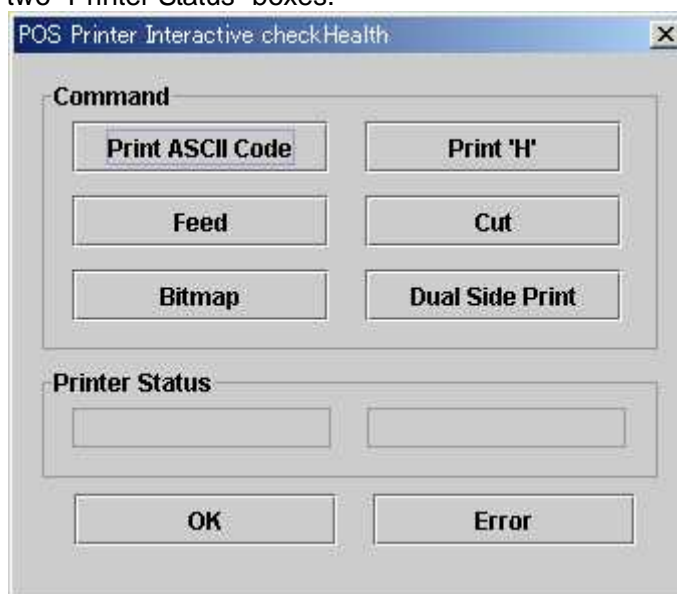 two "Printer Status" boxes.
POS Printer Interactive checkHealth
Command
Print ASCII Code Print 'H'
Feed Cut
Bitmap Dual Side Print
Printer Status
OK Error